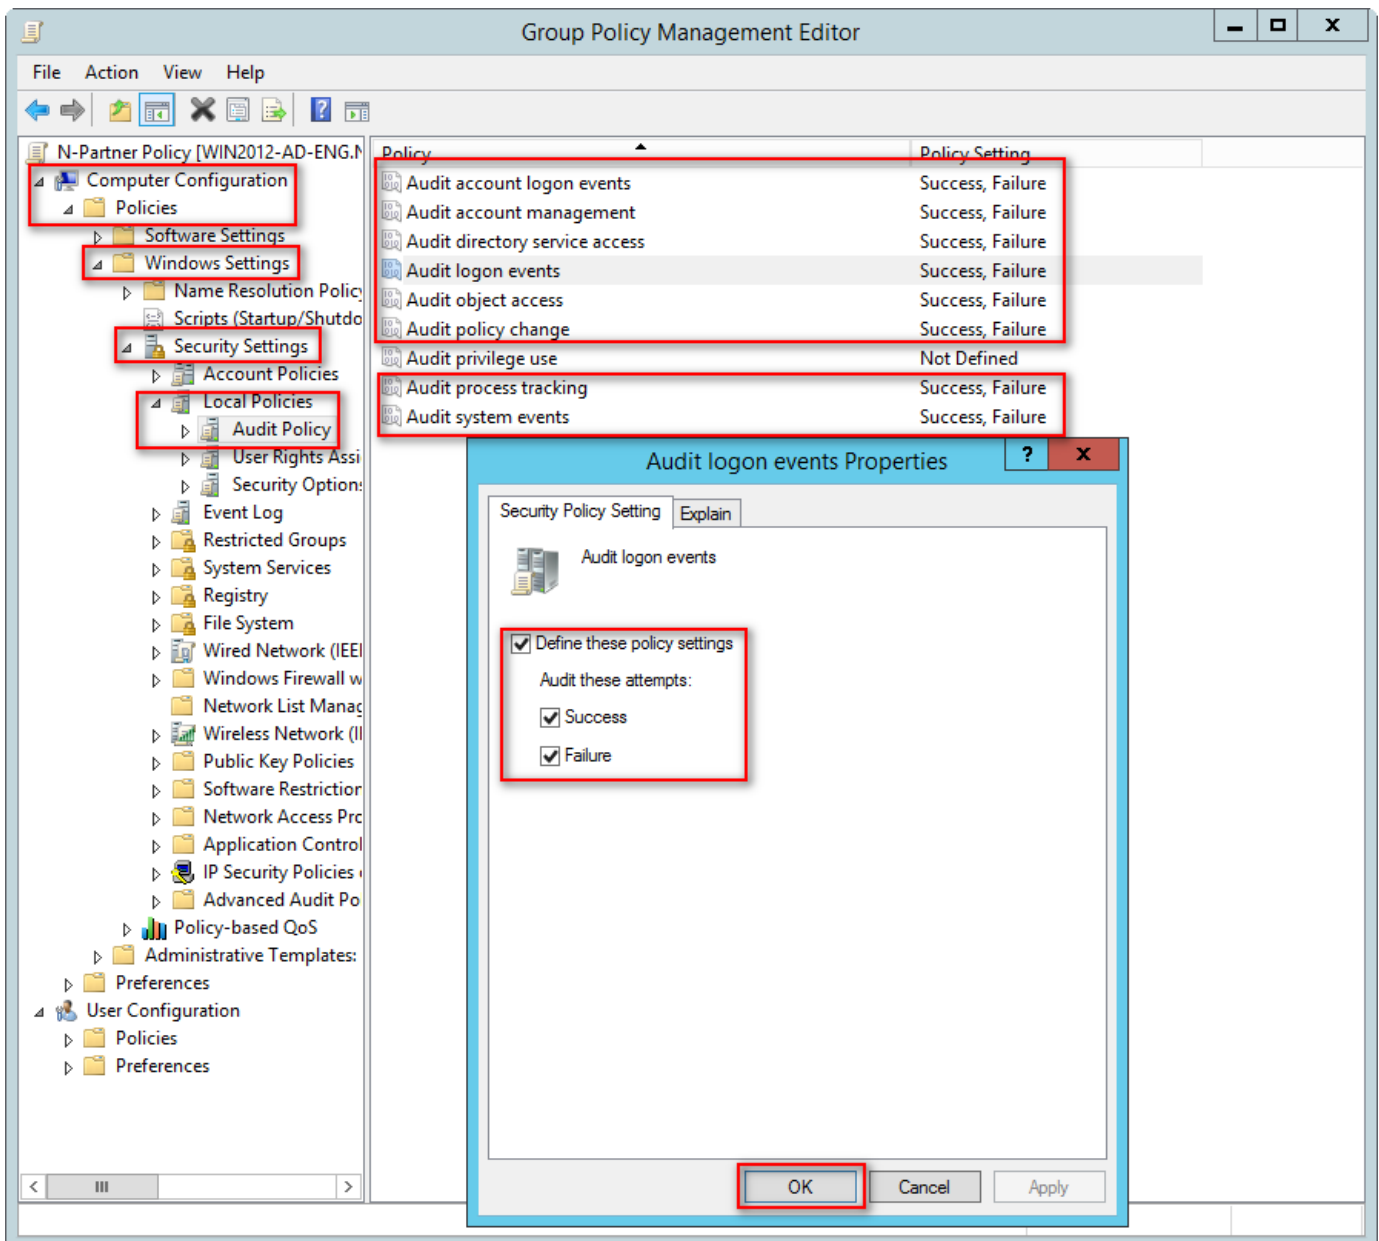 Group Policy Management Editor
File Action View Help
N-Partner Policy [WIN2012-AD-ENG.N
Computer Configuration
Policies
Software Settings
Windows Settings
Name Resolution Policy
Scripts (Startup/Shutdo
Security Settings
Account Policies
Local Policies
Audit Policy
User Rights Assi
Security Options
Event Log
Restricted Groups
System Services
Registry
File System
Wired Network (IEEE
Windows Firewall w
Network List Manag
Wireless Network (II
Public Key Policies
Software Restriction
Network Access Pro
Application Control
IP Security Policies
Advanced Audit Po
Policy-based QoS
Administrative Templates:
Preferences
User Configuration
Policies
Preferences
Policy Policy Setting
Audit account logon events Success, Failure
Audit account management Success, Failure
Audit directory service access Success, Failure
Audit logon events Success, Failure
Audit object access Success, Failure
Audit policy change Success, Failure
Audit privilege use Not Defined
Audit process tracking Success, Failure
Audit system events Success, Failure
Audit logon events Properties
Security Policy Setting Explain
Audit logon events
Define these policy settings
Audit these attempts:
Success
Failure
OK Cancel Apply